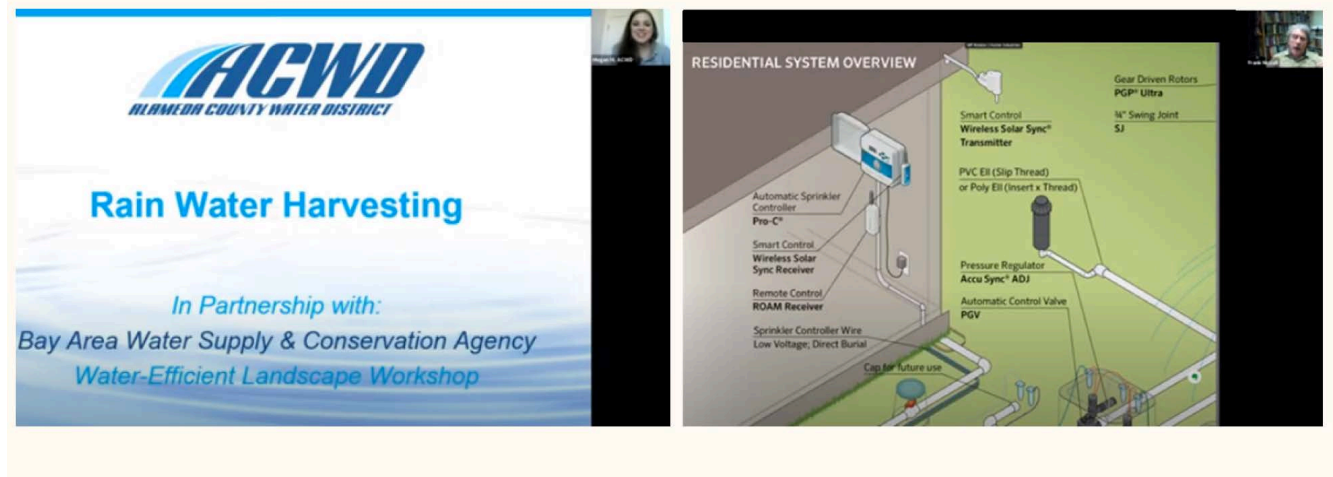 ACWD
ALAMEDA COUNTY WATER DISTRICT
Rain Water Harvesting
In Partnership with:
Bay Area Water Supply & Conservation Agency
Water-Efficient Landscape Workshop
Megan H, ACWD
RESIDENTIAL SYSTEM OVERVIEW
Smart Control
Wireless Solar Sync®
Transmitter
Gear Driven Rotors
PGP® Ultra
¾" Swing Joint
SJ
PVC Ell (Slip Thread)
or Poly Ell (Insert x Thread)
Automatic Sprinkler
Controller
Pro-C®
Smart Control
Wireless Solar
Sync Receiver
Remote Control
ROAM Receiver
Sprinkler Controller Wire
Low Voltage; Direct Burial
Pressure Regulator
Accu Sync® ADJ
Automatic Control Valve
PGV
Cap for future use
Frank